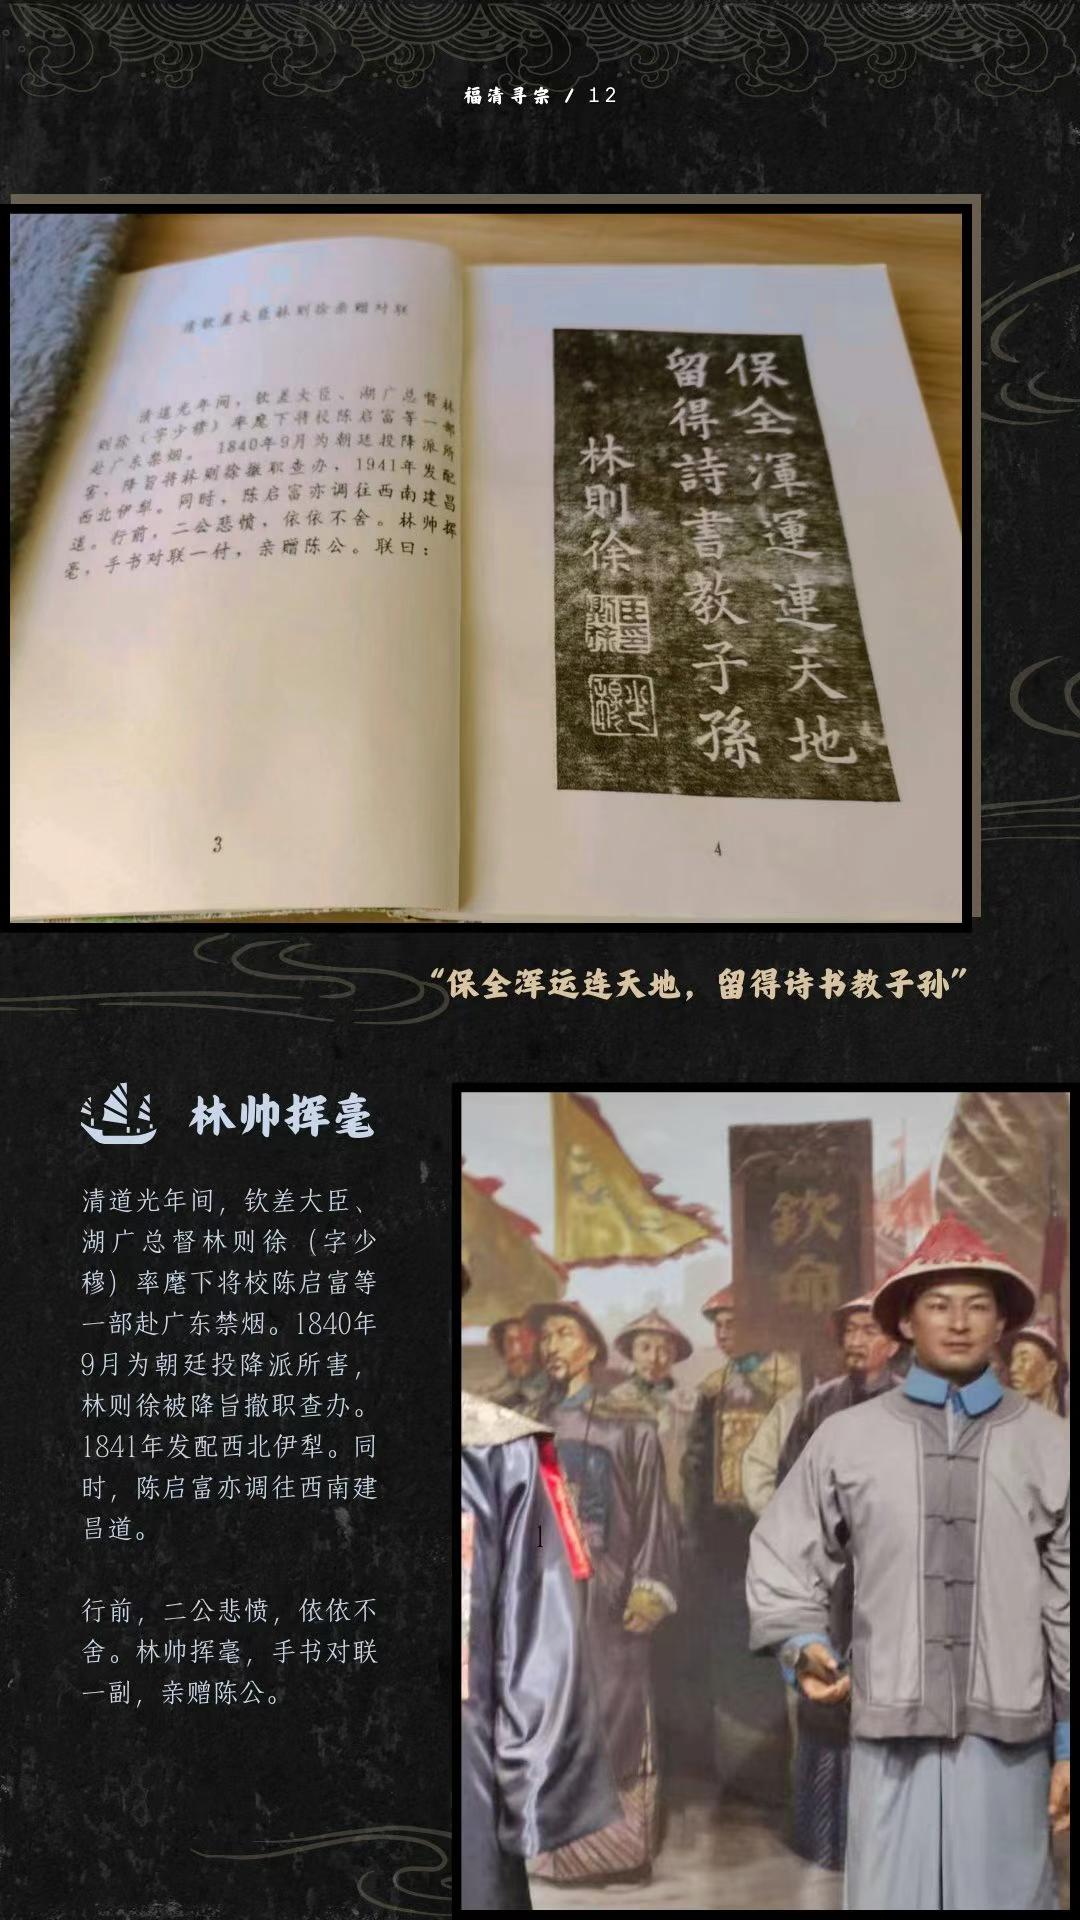 福清寻宗 / 12
清钦差大臣林则徐亲赠对联
清道光年间，钦差大臣、湖广总督林
则徐（字少穆）率麾下将校陈启富等一部
赴广东禁烟。 1840年9月为朝廷投降派所
害，降旨将林则徐撤职查办，1941年发配
西北伊犁。同时，陈启富亦调往西南建昌
道。行前，二公悲愤，依依不舍。林帅挥
毫，手书对联一付，亲赠陈公。联曰：
3
保全渾運連天地
留得詩書教子孫
林則徐
4
“保全浑运连天地，留得诗书教子孙”
林帅挥毫
清道光年间，钦差大臣、
湖广总督林则徐（字少
穆）率麾下将校陈启富等
一部赴广东禁烟。1840年
9月为朝廷投降派所害，
林则徐被降旨撤职查办。
1841年发配西北伊犁。同
时，陈启富亦调往西南建
昌道。
行前，二公悲愤，依依不
舍。林帅挥毫，手书对联
一副，亲赠陈公。
欽命
1